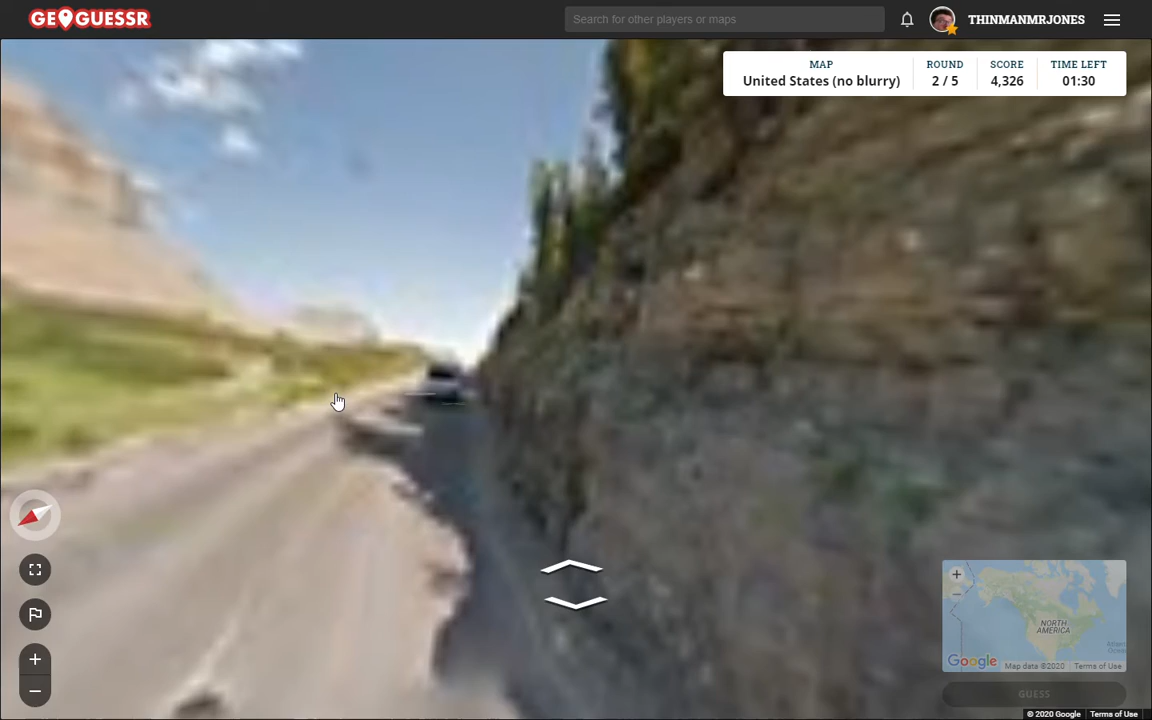 GEOGUESSR
Search for other players or maps
THINMANMRJONES
MAP
United States (no blurry)
ROUND
2 / 5
SCORE
4,326
TIME LEFT
01:30
NORTH
AMERICA
Google
Map data ©2020
Terms of Use
GUESS
© 2020 Google
Terms of Use